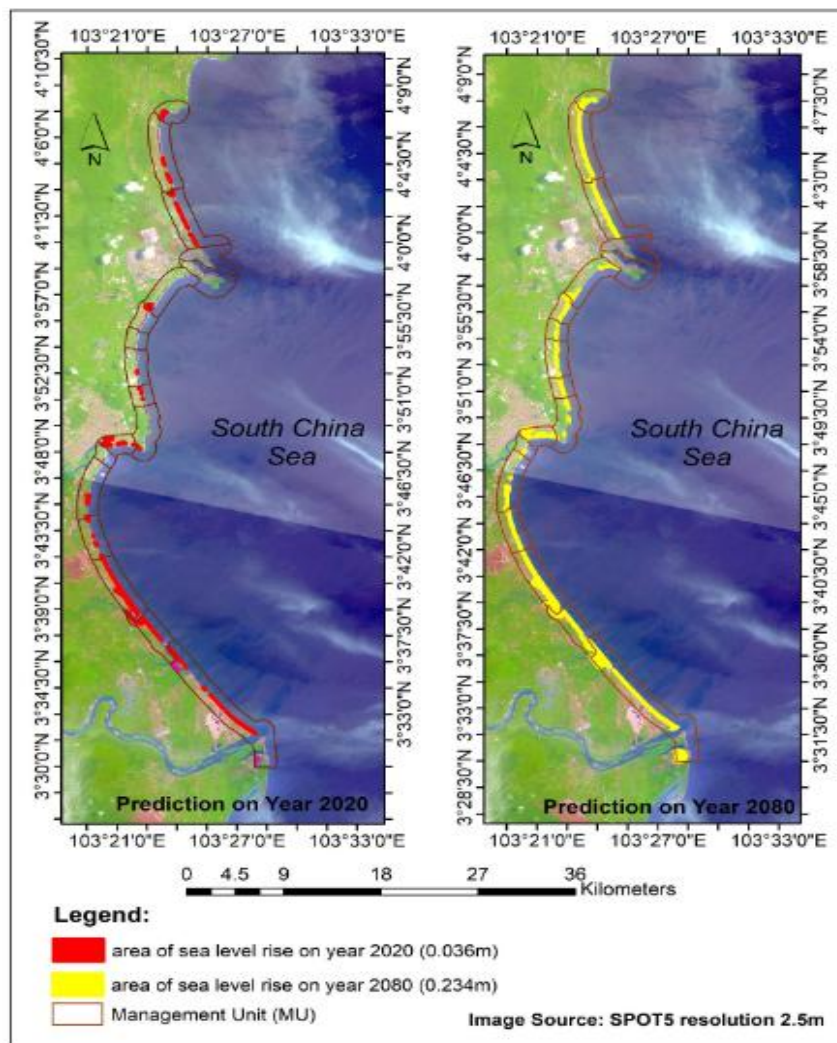 103°21'0"E 103°27'0"E 103°33'0"E
4°10'30"N
4°6'0"N
4°1'30"N
3°57'0"N
3°52'30"N
3°48'0"N
3°43'30"N
3°39'0"N
3°34'30"N
3°30'0"N
N
South China
Sea
Prediction on Year 2020
4°9'0"N
4°4'30"N
4°0'0"N
3°55'30"N
3°51'0"N
3°46'30"N
3°42'0"N
3°37'30"N
3°33'0"N
103°21'0"E 103°27'0"E 103°33'0"E
103°21'0"E 103°27'0"E 103°33'0"E
4°9'0"N
4°4'30"N
4°0'0"N
3°55'30"N
3°51'0"N
3°46'30"N
3°42'0"N
3°37'30"N
3°33'0"N
3°28'30"N
N
South China
Sea
Prediction on Year 2080
4°7'30"N
4°3'0"N
3°58'30"N
3°54'0"N
3°49'30"N
3°45'0"N
3°40'30"N
3°36'0"N
3°31'30"N
103°21'0"E 103°27'0"E 103°33'0"E
0 4.5 9 18 27 36
Kilometers
Legend:
area of sea level rise on year 2020 (0.036m)
area of sea level rise on year 2080 (0.234m)
Management Unit (MU)
Image Source: SPOT5 resolution 2.5m